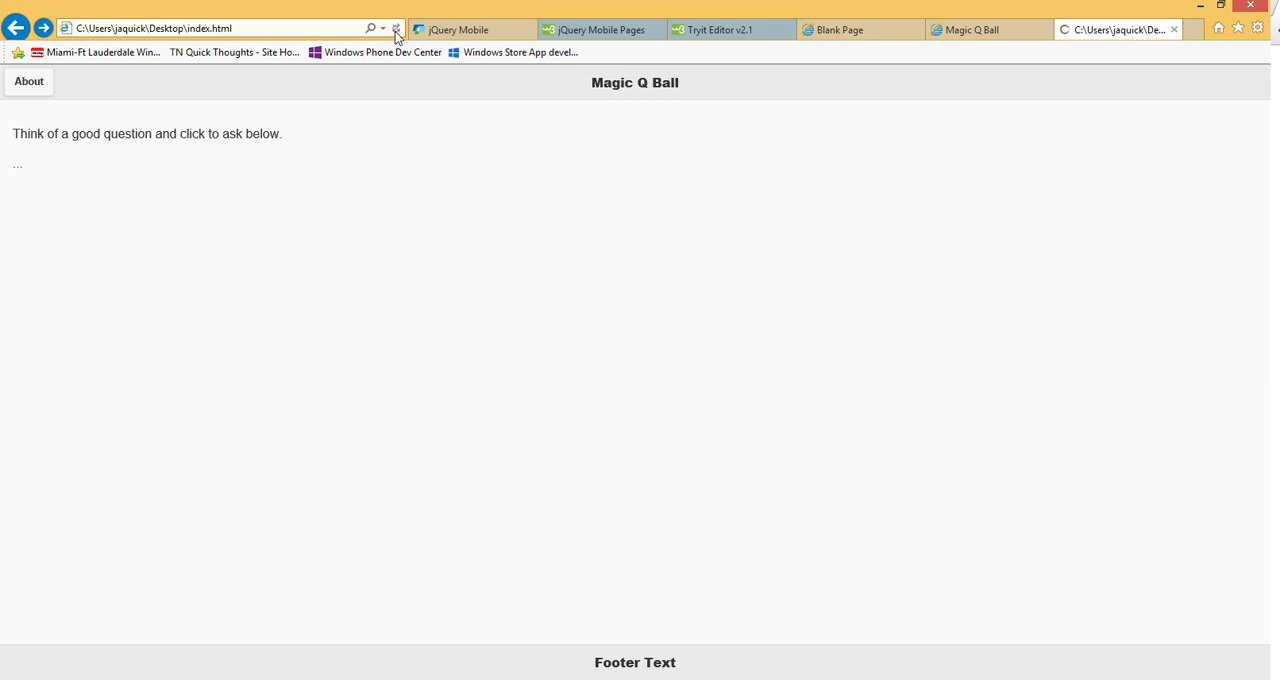 C:\Users\jaquick\Desktop\index.html
jQuery Mobile
jQuery Mobile Pages
Tryit Editor v2.1
Blank Page
Magic Q Ball
C:\Users\jaquick\De...
Miami-Ft Lauderdale Win...
TN Quick Thoughts - Site Ho...
Windows Phone Dev Center
Windows Store App devel...
About
Magic Q Ball
Think of a good question and click to ask below.
...
Footer Text